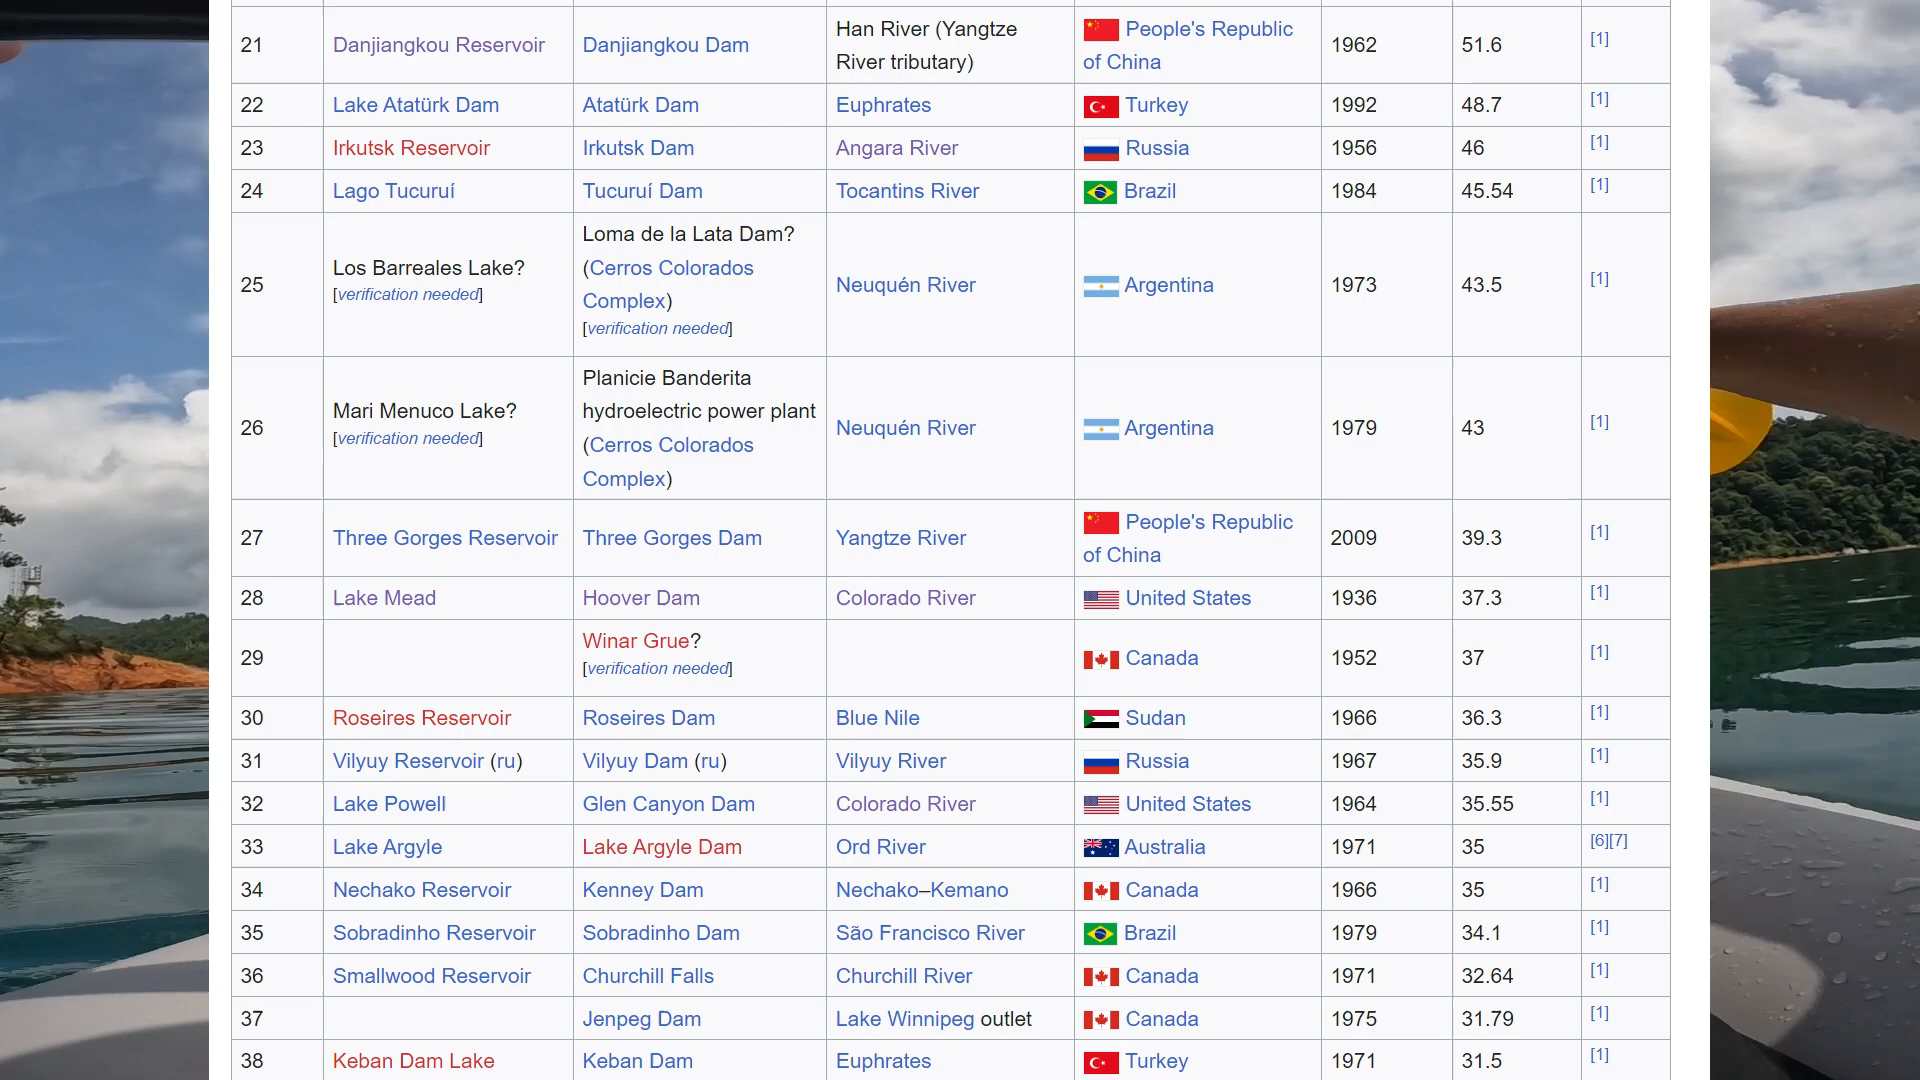 21 Danjiangkou Reservoir Danjiangkou Dam Han River (Yangtze River tributary) People's Republic of China 1962 51.6 [1]
22 Lake Atatürk Dam Atatürk Dam Euphrates Turkey 1992 48.7 [1]
23 Irkutsk Reservoir Irkutsk Dam Angara River Russia 1956 46 [1]
24 Lago Tucuruí Tucuruí Dam Tocantins River Brazil 1984 45.54 [1]
25 Los Barreales Lake? [verification needed] Loma de la Lata Dam? (Cerros Colorados Complex) [verification needed] Neuquén River Argentina 1973 43.5 [1]
26 Mari Menuco Lake? [verification needed] Planicie Banderita hydroelectric power plant (Cerros Colorados Complex) Neuquén River Argentina 1979 43 [1]
27 Three Gorges Reservoir Three Gorges Dam Yangtze River People's Republic of China 2009 39.3 [1]
28 Lake Mead Hoover Dam Colorado River United States 1936 37.3 [1]
29 Winar Grue? [verification needed] Canada 1952 37 [1]
30 Roseires Reservoir Roseires Dam Blue Nile Sudan 1966 36.3 [1]
31 Vilyuy Reservoir (ru) Vilyuy Dam (ru) Vilyuy River Russia 1967 35.9 [1]
32 Lake Powell Glen Canyon Dam Colorado River United States 1964 35.55 [1]
33 Lake Argyle Lake Argyle Dam Ord River Australia 1971 35 [6][7]
34 Nechako Reservoir Kenney Dam Nechako–Kemano Canada 1966 35 [1]
35 Sobradinho Reservoir Sobradinho Dam São Francisco River Brazil 1979 34.1 [1]
36 Smallwood Reservoir Churchill Falls Churchill River Canada 1971 32.64 [1]
37 Jenpeg Dam Lake Winnipeg outlet Canada 1975 31.79 [1]
38 Keban Dam Lake Keban Dam Euphrates Turkey 1971 31.5 [1]